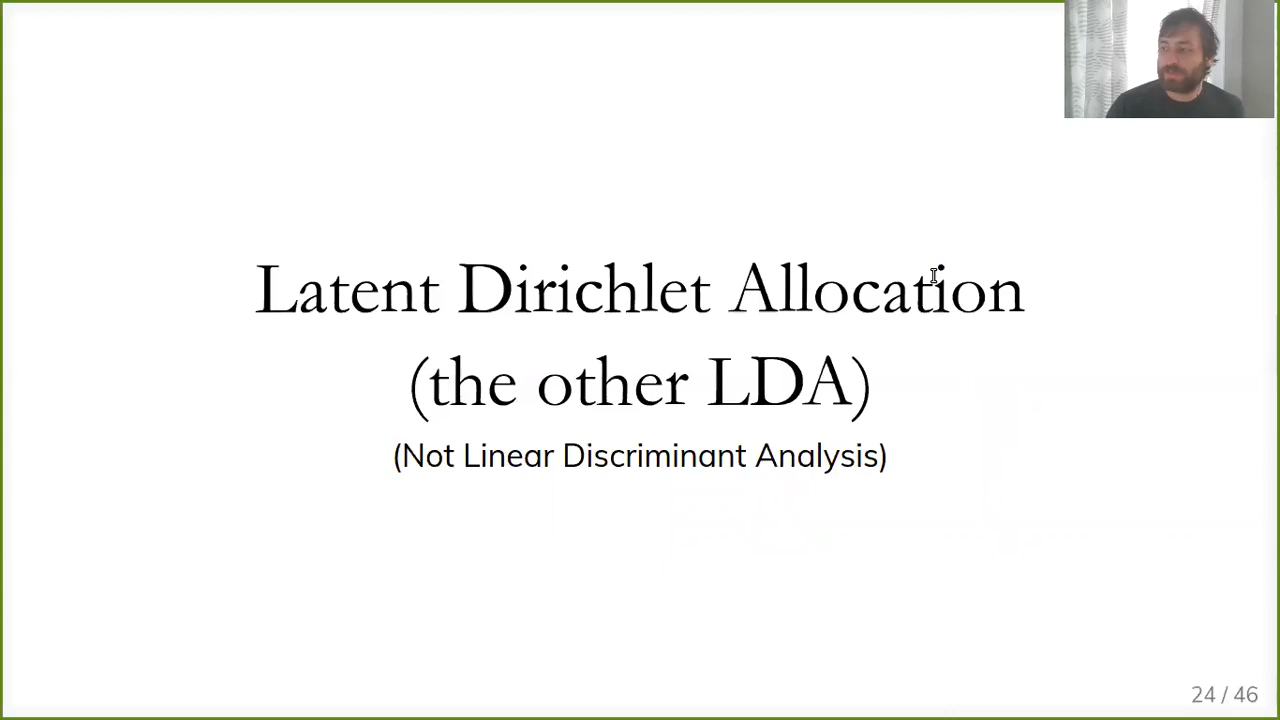 Latent Dirichlet Allocation
(the other LDA)
(Not Linear Discriminant Analysis)
24 / 46